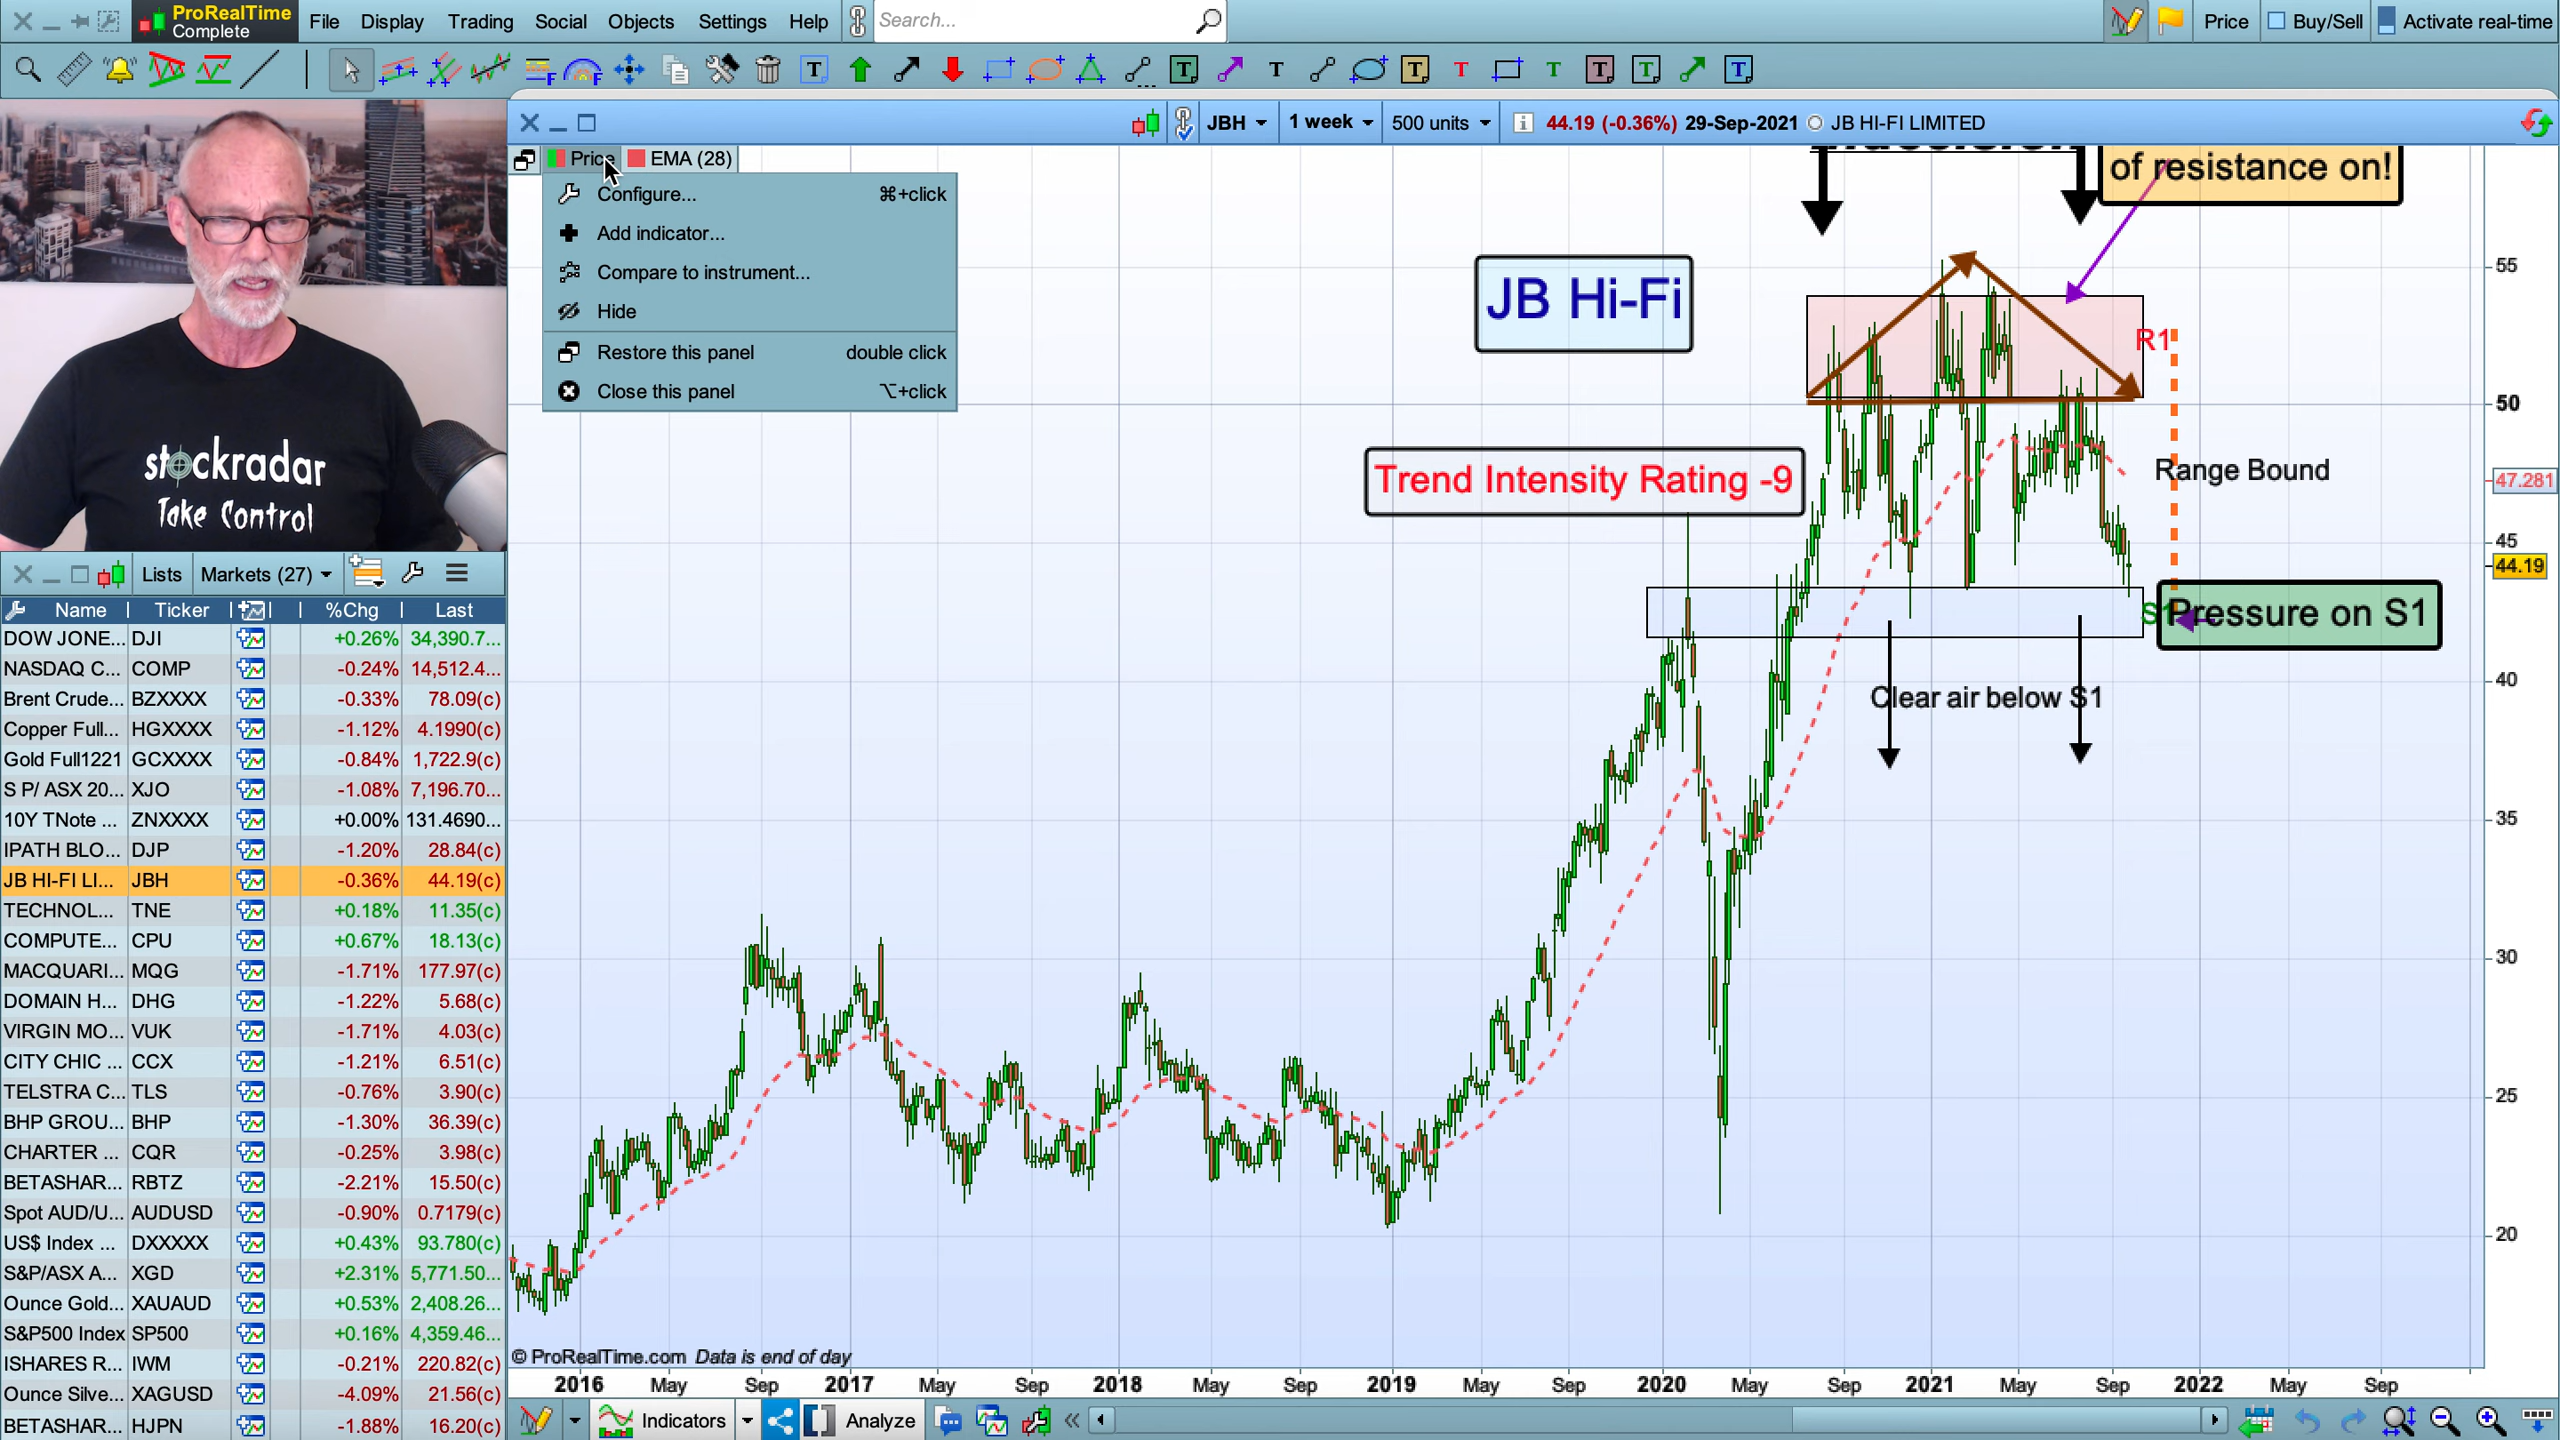 ProRealTime
Complete
File Display Trading Social Objects Settings Help
Search...
Price Buy/Sell Activate real-time
JBH 1 week 500 units 44.19 (-0.36%) 29-Sep-2021 JB HI-FI LIMITED
Price EMA (28)
Configure... ⌘+click
Add indicator...
Compare to instrument...
Hide
Restore this panel double click
Close this panel ⌥+click
of resistance on!
JB Hi-Fi
R1
Trend Intensity Rating -9
Range Bound
Pressure on S1
Clear air below S1
55
50
47.281
45
44.19
40
35
30
25
20
stockradar
Take Control
Lists Markets (27)
Name Ticker %Chg Last
DOW JONE... DJI +0.26% 34,390.7...
NASDAQ C... COMP -0.24% 14,512.4...
Brent Crude... BZXXXX -0.33% 78.09(c)
Copper Full... HGXXXX -1.12% 4.1990(c)
Gold Full1221 GCXXXX -0.84% 1,722.9(c)
S P/ ASX 20... XJO -1.08% 7,196.70...
10Y TNote ... ZNXXXX +0.00% 131.4690...
IPATH BLO... DJP -1.20% 28.84(c)
JB HI-FI LI... JBH -0.36% 44.19(c)
TECHNOL... TNE +0.18% 11.35(c)
COMPUTE... CPU +0.67% 18.13(c)
MACQUARI... MQG -1.71% 177.97(c)
DOMAIN H... DHG -1.22% 5.68(c)
VIRGIN MO... VUK -1.71% 4.03(c)
CITY CHIC ... CCX -1.21% 6.51(c)
TELSTRA C... TLS -0.76% 3.90(c)
BHP GROU... BHP -1.30% 36.39(c)
CHARTER ... CQR -0.25% 3.98(c)
BETASHAR... RBTZ -2.21% 15.50(c)
Spot AUD/U... AUDUSD -0.90% 0.7179(c)
US$ Index ... DXXXXX +0.43% 93.780(c)
S&P/ASX A... XGD +2.31% 5,771.50...
Ounce Gold... XAUAUD +0.53% 2,408.26...
S&P500 Index SP500 +0.16% 4,359.46...
ISHARES R... IWM -0.21% 220.82(c)
Ounce Silve... XAGUSD -4.09% 21.56(c)
BETASHAR... HJPN -1.88% 16.20(c)
© ProRealTime.com Data is end of day
2016 May Sep 2017 May Sep 2018 May Sep 2019 May Sep 2020 May Sep 2021 May Sep 2022 May Sep
Indicators Analyze